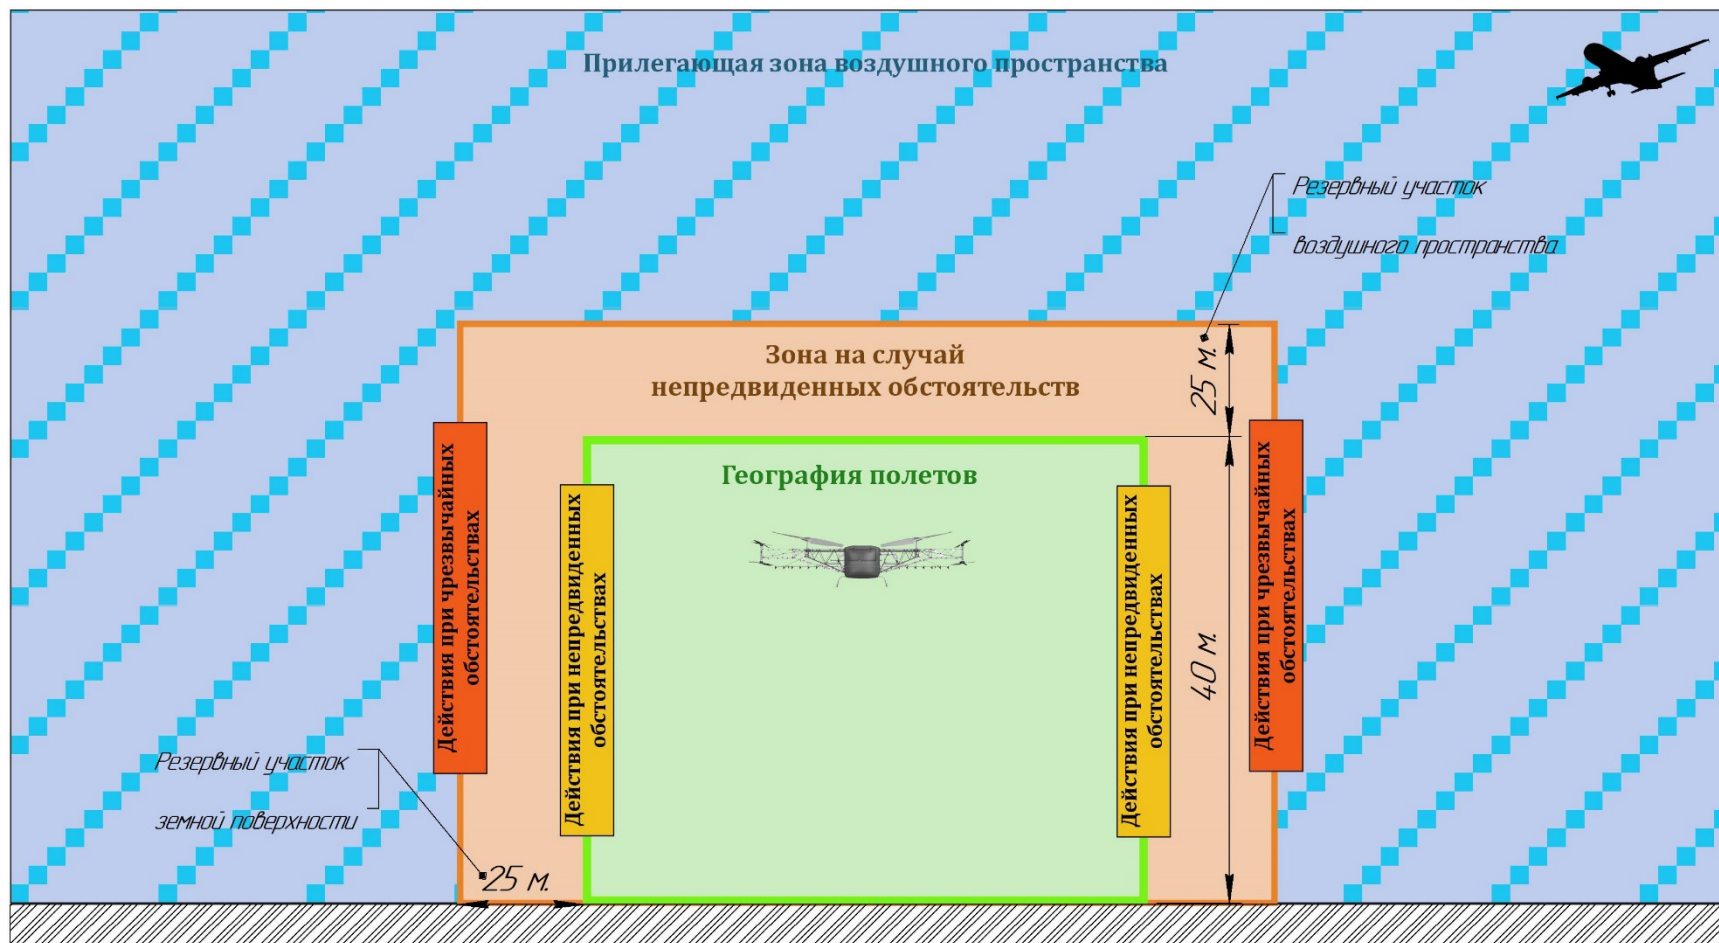 Прилегающая зона воздушного пространства
Резервный участок
воздушного пространства
Зона на случай
непредвиденных обстоятельств
25 м.
География полетов
Действия при чрезвычайных
обстоятельствах
Действия при непредвиденных
обстоятельствах
Действия при непредвиденных
обстоятельствах
40 м.
Действия при чрезвычайных
обстоятельствах
Резервный участок
земной поверхности
25 м.